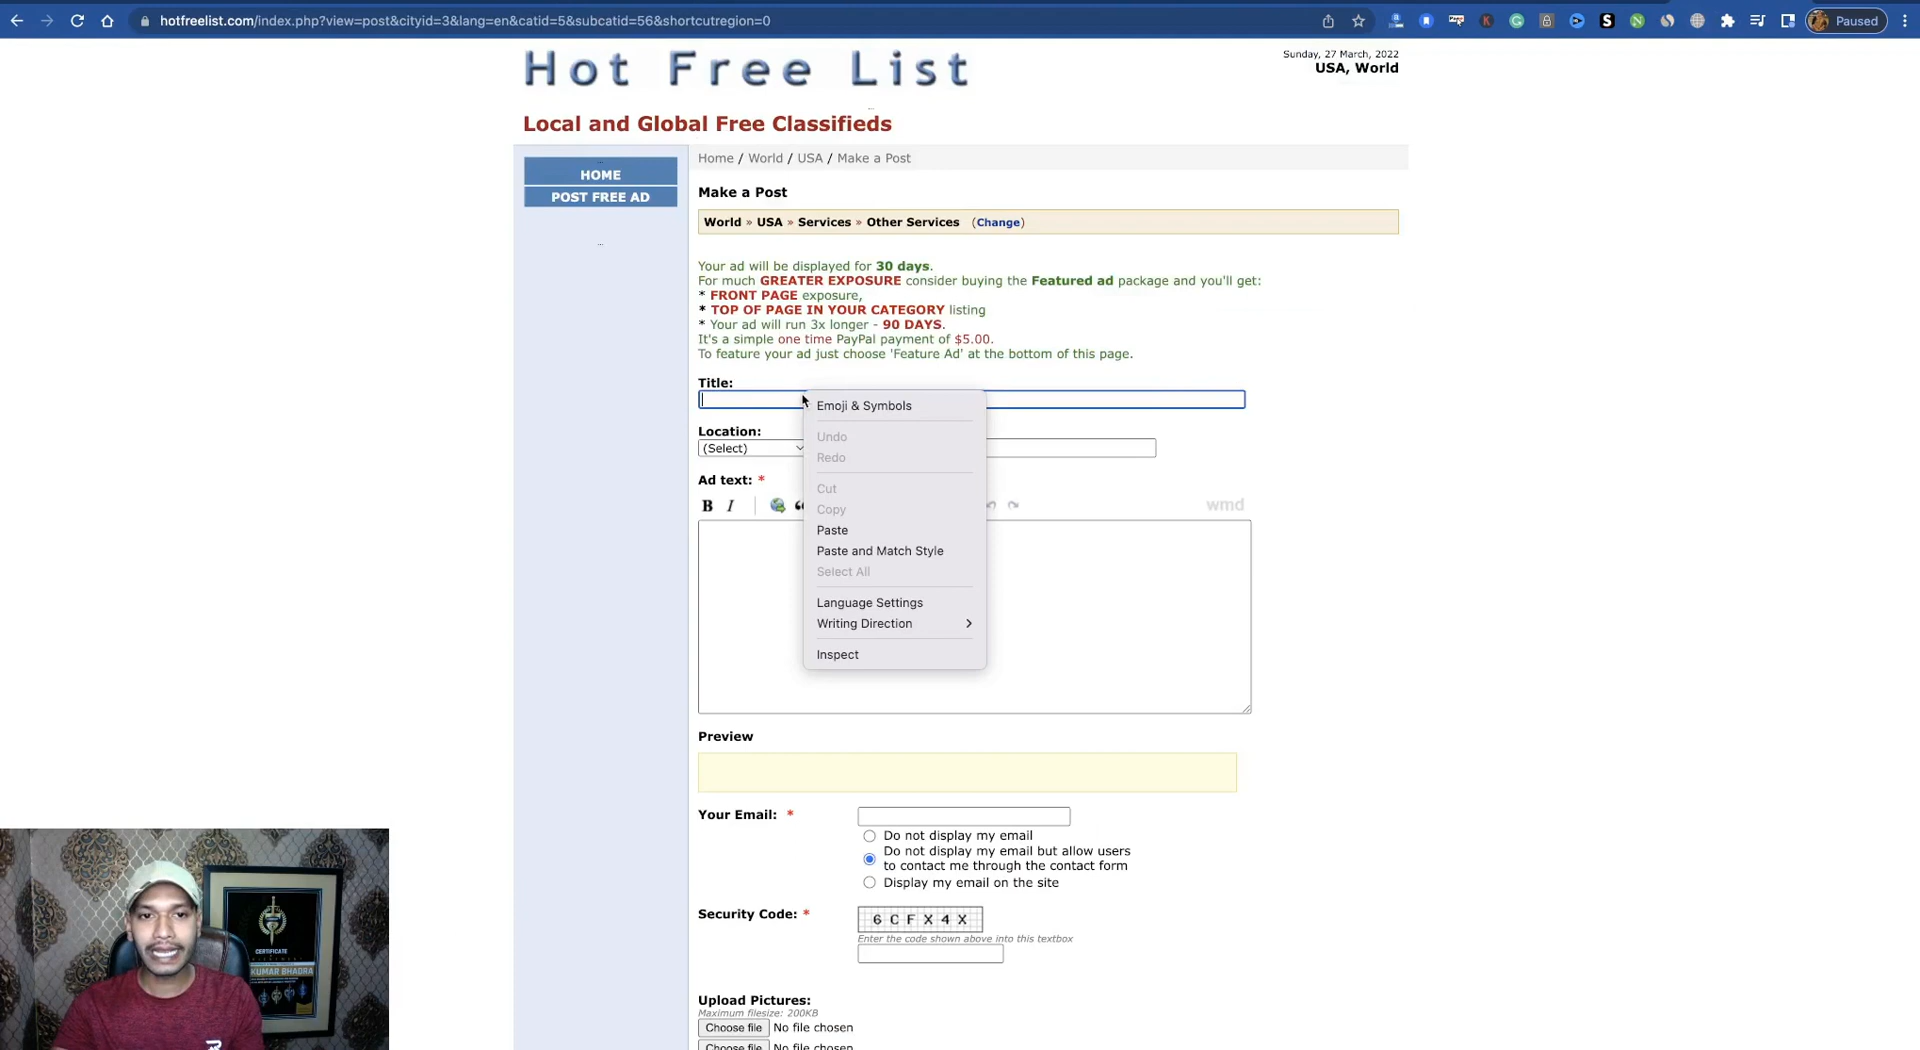 hotfreelist.com/index.php?view=post&cityid=3&lang=en&catid=5&subcatid=56&shortcutregion=0
Paused
Hot Free List
Sunday, 27 March, 2022
USA, World
Local and Global Free Classifieds
HOME
POST FREE AD
...
Home / World / USA / Make a Post
Make a Post
World » USA » Services » Other Services (Change)
Your ad will be displayed for 30 days.
For much GREATER EXPOSURE consider buying the Featured ad package and you'll get:
* FRONT PAGE exposure,
* TOP OF PAGE IN YOUR CATEGORY listing
* Your ad will run 3x longer - 90 DAYS.
It's a simple one time PayPal payment of $5.00.
To feature your ad just choose 'Feature Ad' at the bottom of this page.
Title:
Location:
(Select)
Ad text: *
B I
wmd
Emoji & Symbols
Undo
Redo
Cut
Copy
Paste
Paste and Match Style
Select All
Language Settings
Writing Direction
Inspect
Preview
Your Email: *
Do not display my email
Do not display my email but allow users
to contact me through the contact form
Display my email on the site
Security Code: *
6 C F X 4 X
Enter the code shown above into this textbox
Upload Pictures:
Maximum filesize: 200KB
Choose file No file chosen
Choose file No file chosen
CERTIFICATE
KUMAR BHADRA